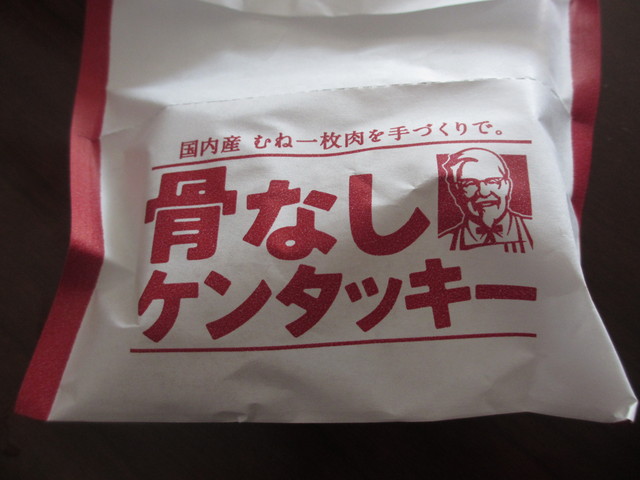 国内産 むね一枚肉を手づくりで。
骨なし
ケンタッキー